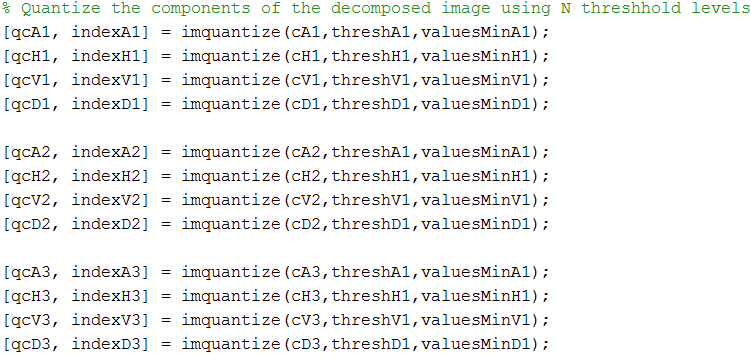 % Quantize the components of the decomposed image using N threshhold levels
[qcA1, indexA1] = imquantize(cA1,threshA1,valuesMinA1);
[qcH1, indexH1] = imquantize(cH1,threshH1,valuesMinH1);
[qcV1, indexV1] = imquantize(cV1,threshV1,valuesMinV1);
[qcD1, indexD1] = imquantize(cD1,threshD1,valuesMinD1);
[qcA2, indexA2] = imquantize(cA2,threshA1,valuesMinA1);
[qcH2, indexH2] = imquantize(cH2,threshH1,valuesMinH1);
[qcV2, indexV2] = imquantize(cV2,threshV1,valuesMinV1);
[qcD2, indexD2] = imquantize(cD2,threshD1,valuesMinD1);
[qcA3, indexA3] = imquantize(cA3,threshA1,valuesMinA1);
[qcH3, indexH3] = imquantize(cH3,threshH1,valuesMinH1);
[qcV3, indexV3] = imquantize(cV3,threshV1,valuesMinV1);
[qcD3, indexD3] = imquantize(cD3,threshD1,valuesMinD1);